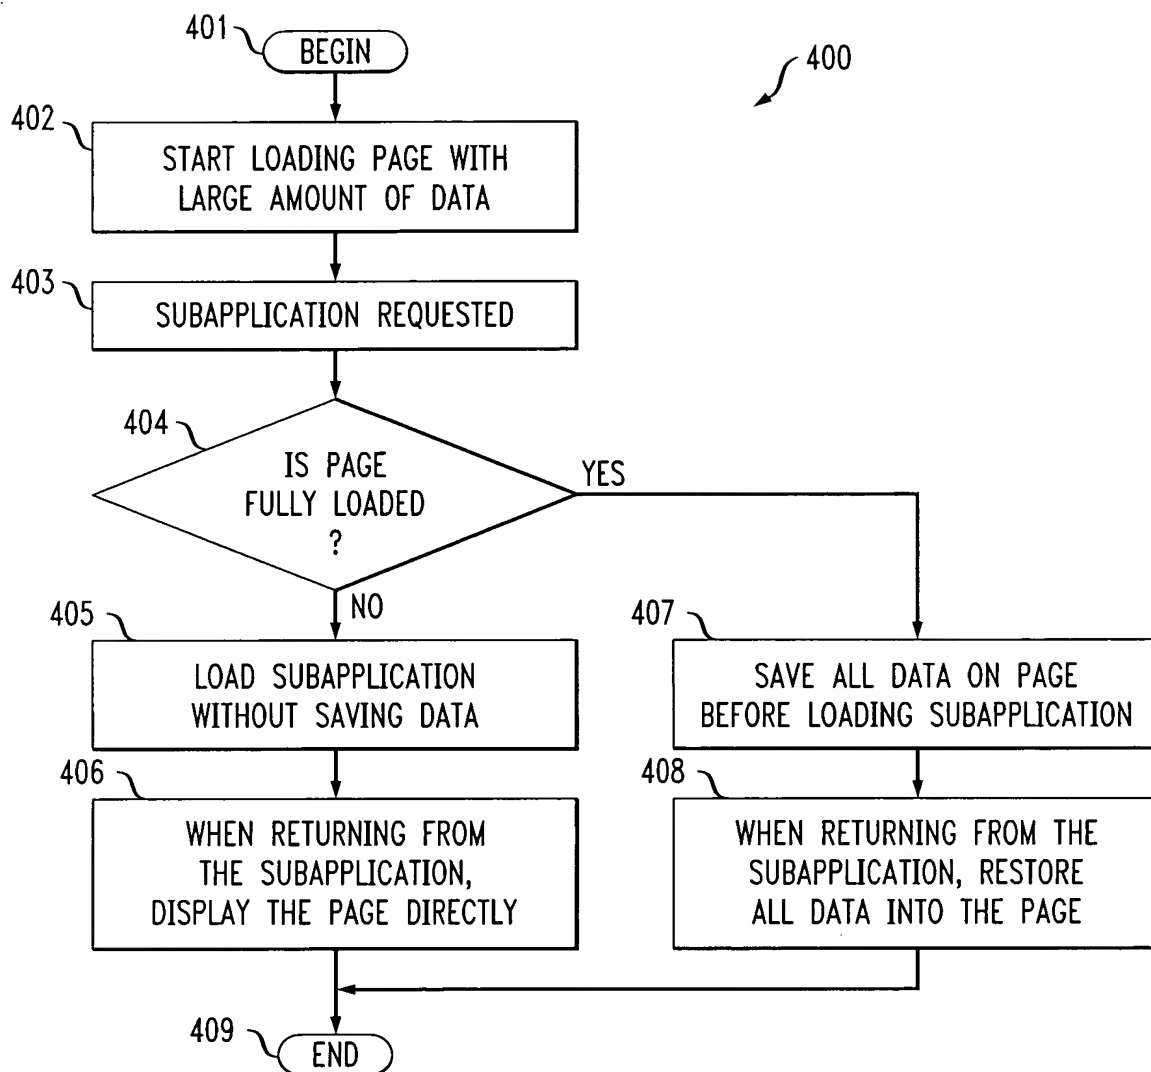 401
BEGIN
400
402
START LOADING PAGE WITH
LARGE AMOUNT OF DATA
403
SUBAPPLICATION REQUESTED
404
IS PAGE
FULLY LOADED
?
YES
NO
405
LOAD SUBAPPLICATION
WITHOUT SAVING DATA
406
WHEN RETURNING FROM
THE SUBAPPLICATION,
DISPLAY THE PAGE DIRECTLY
407
SAVE ALL DATA ON PAGE
BEFORE LOADING SUBAPPLICATION
408
WHEN RETURNING FROM THE
SUBAPPLICATION, RESTORE
ALL DATA INTO THE PAGE
409
END